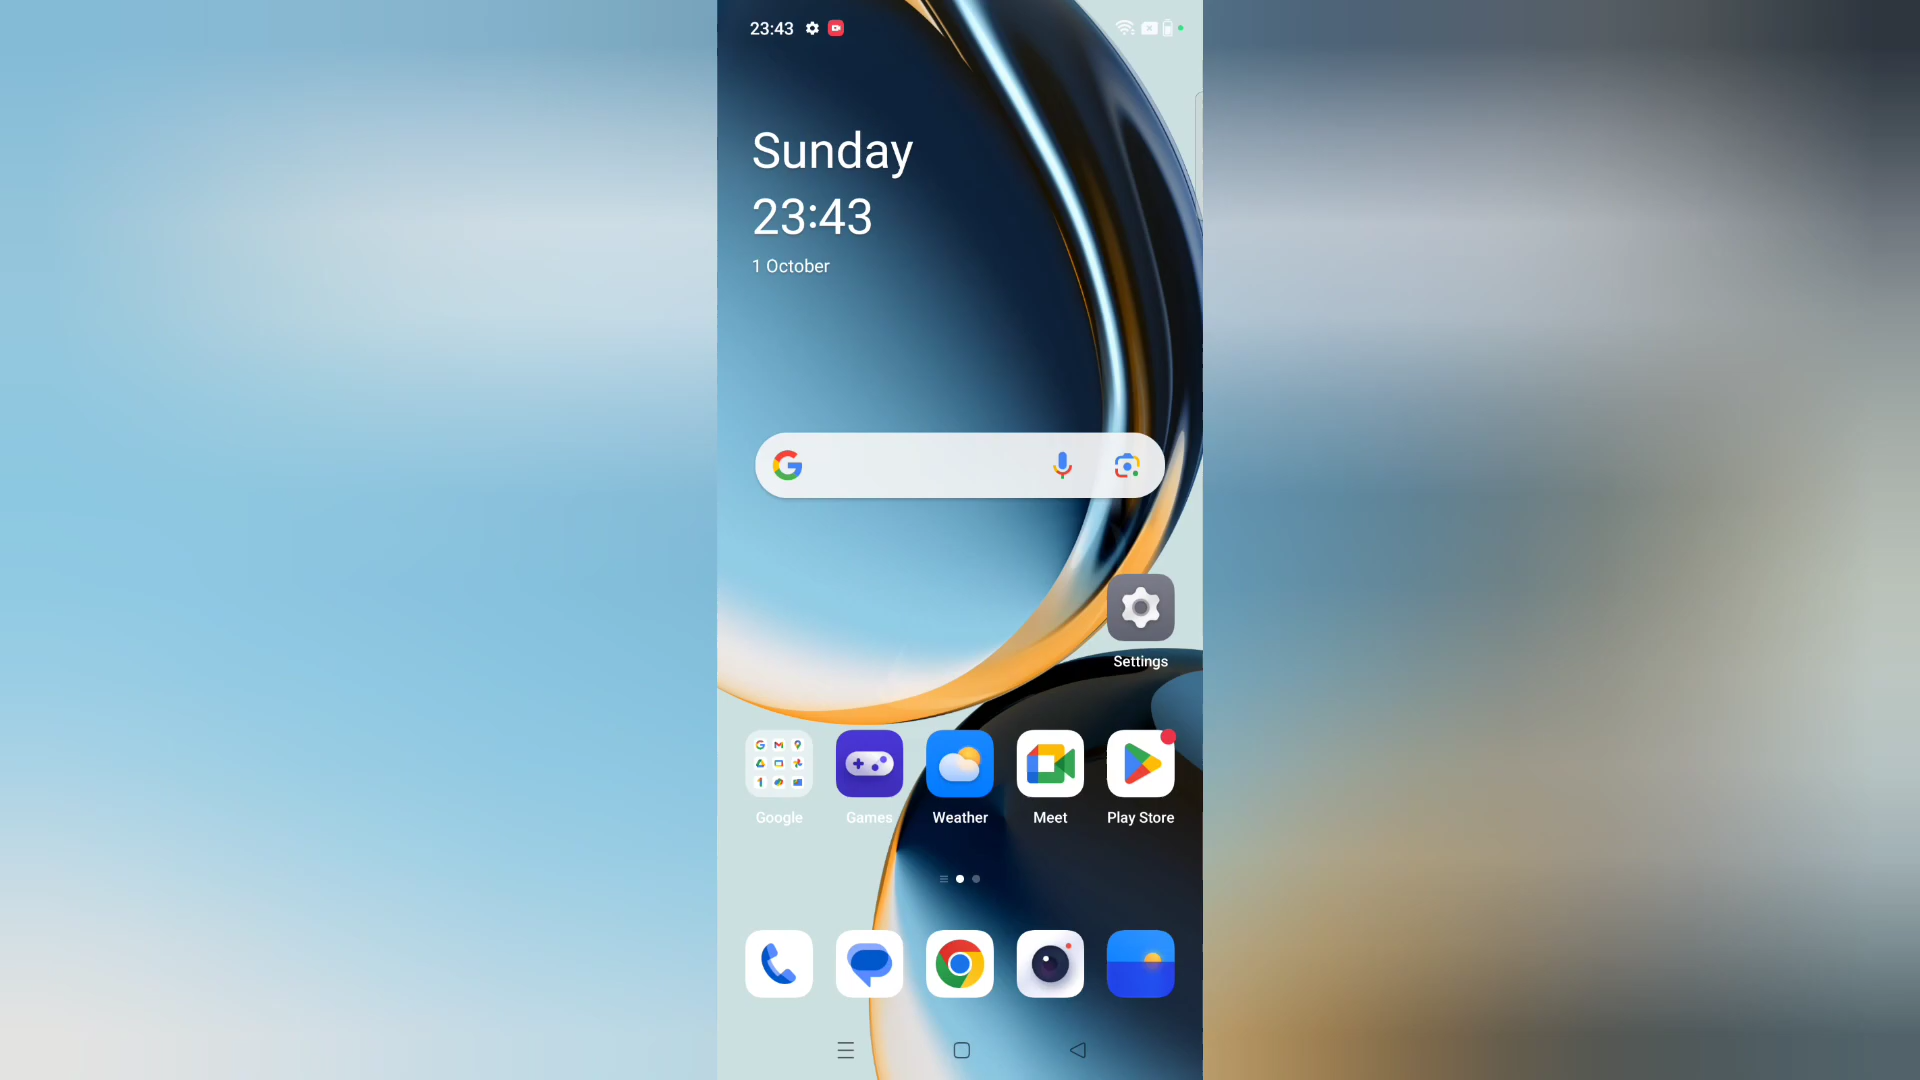 23:43
Sunday
23:43
1 October
Settings
Google
Games
Weather
Meet
Play Store